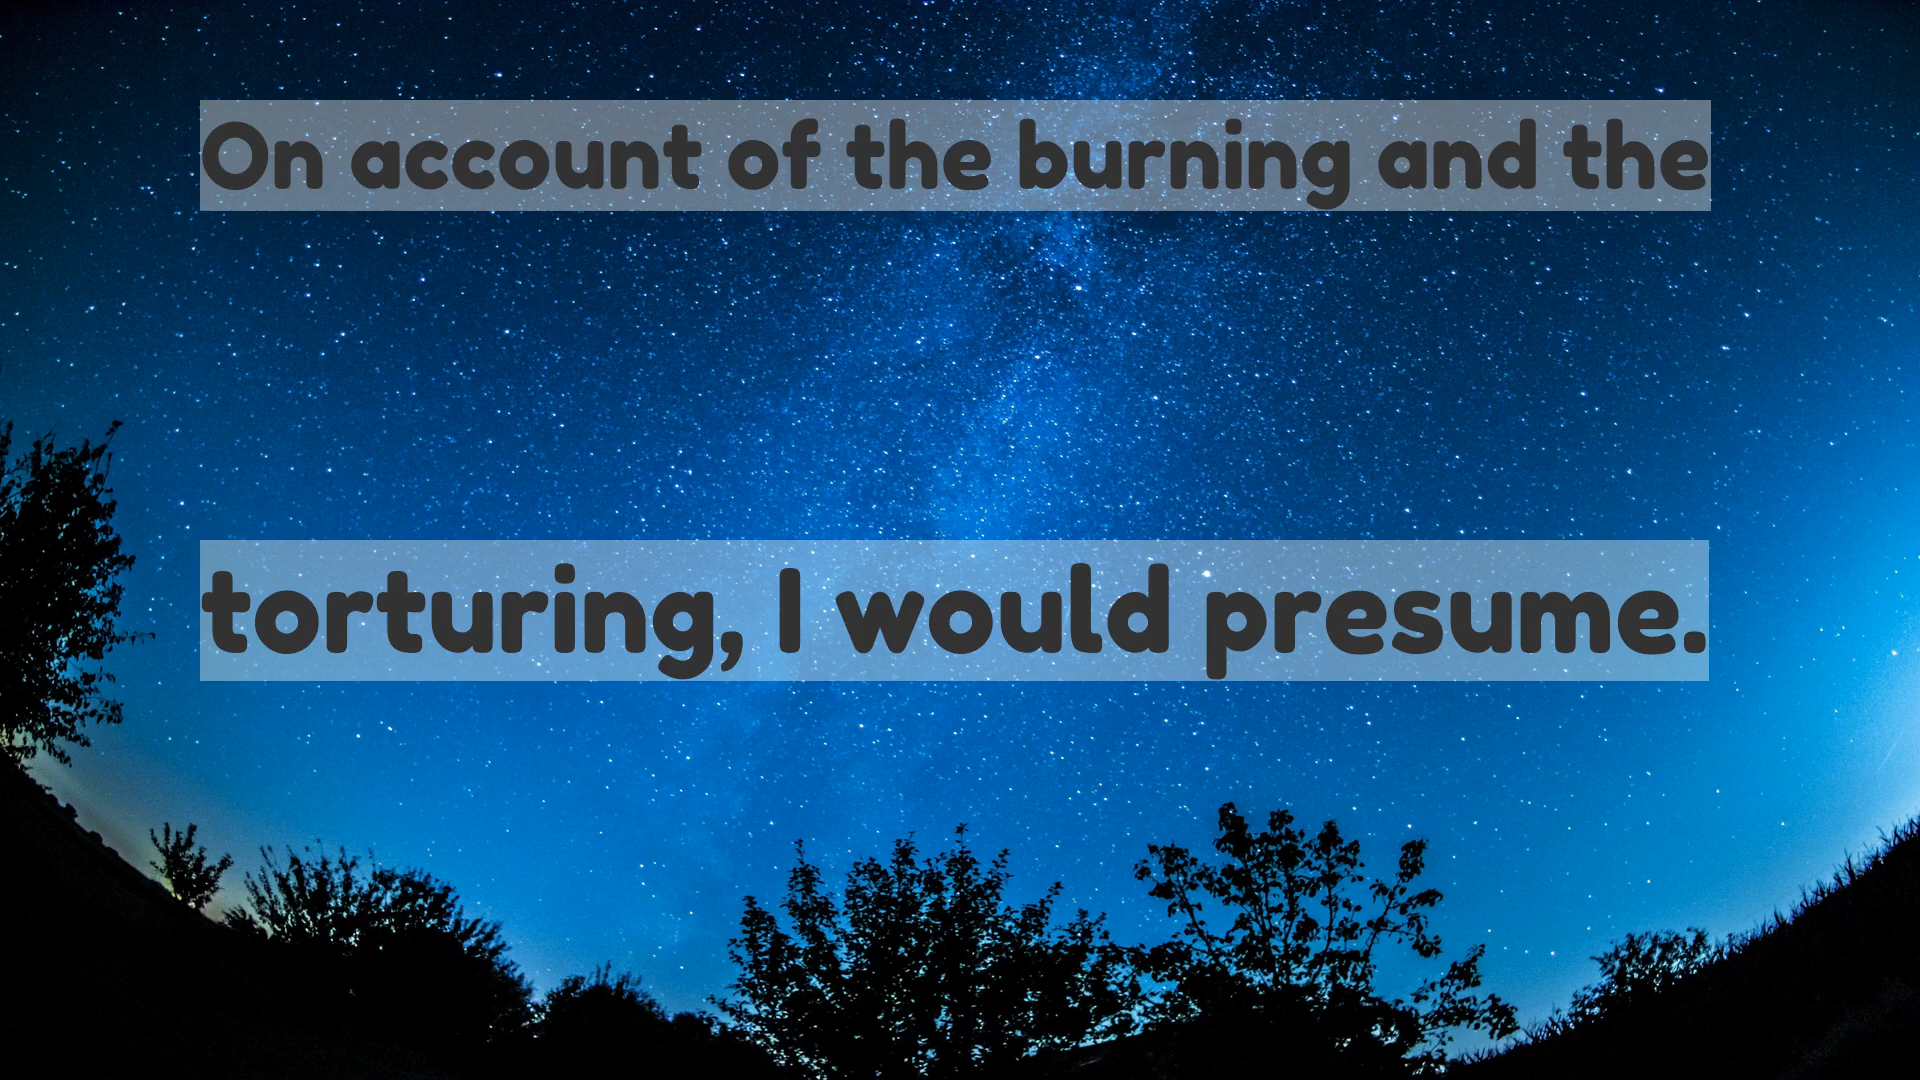 On account of the burning and the
torturing, I would presume.